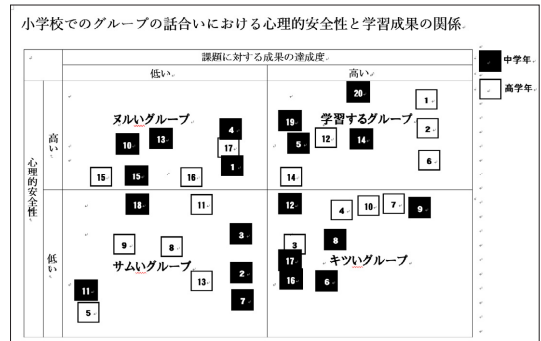 小学校でのグループの話合いにおける心理的安全性と学習成果の関係
課題に対する成果の達成度
低い
高い
中学年
高学年
心理的安全性
高い
ヌルいグループ
学習するグループ
20
1
19
2
4
13
10
5
12
14
17
6
1
15
15
16
14
低い
18
11
12
4
10
7
9
3
9
8
3
8
サムいグループ
キツいグループ
17
2
13
16
6
11
7
5